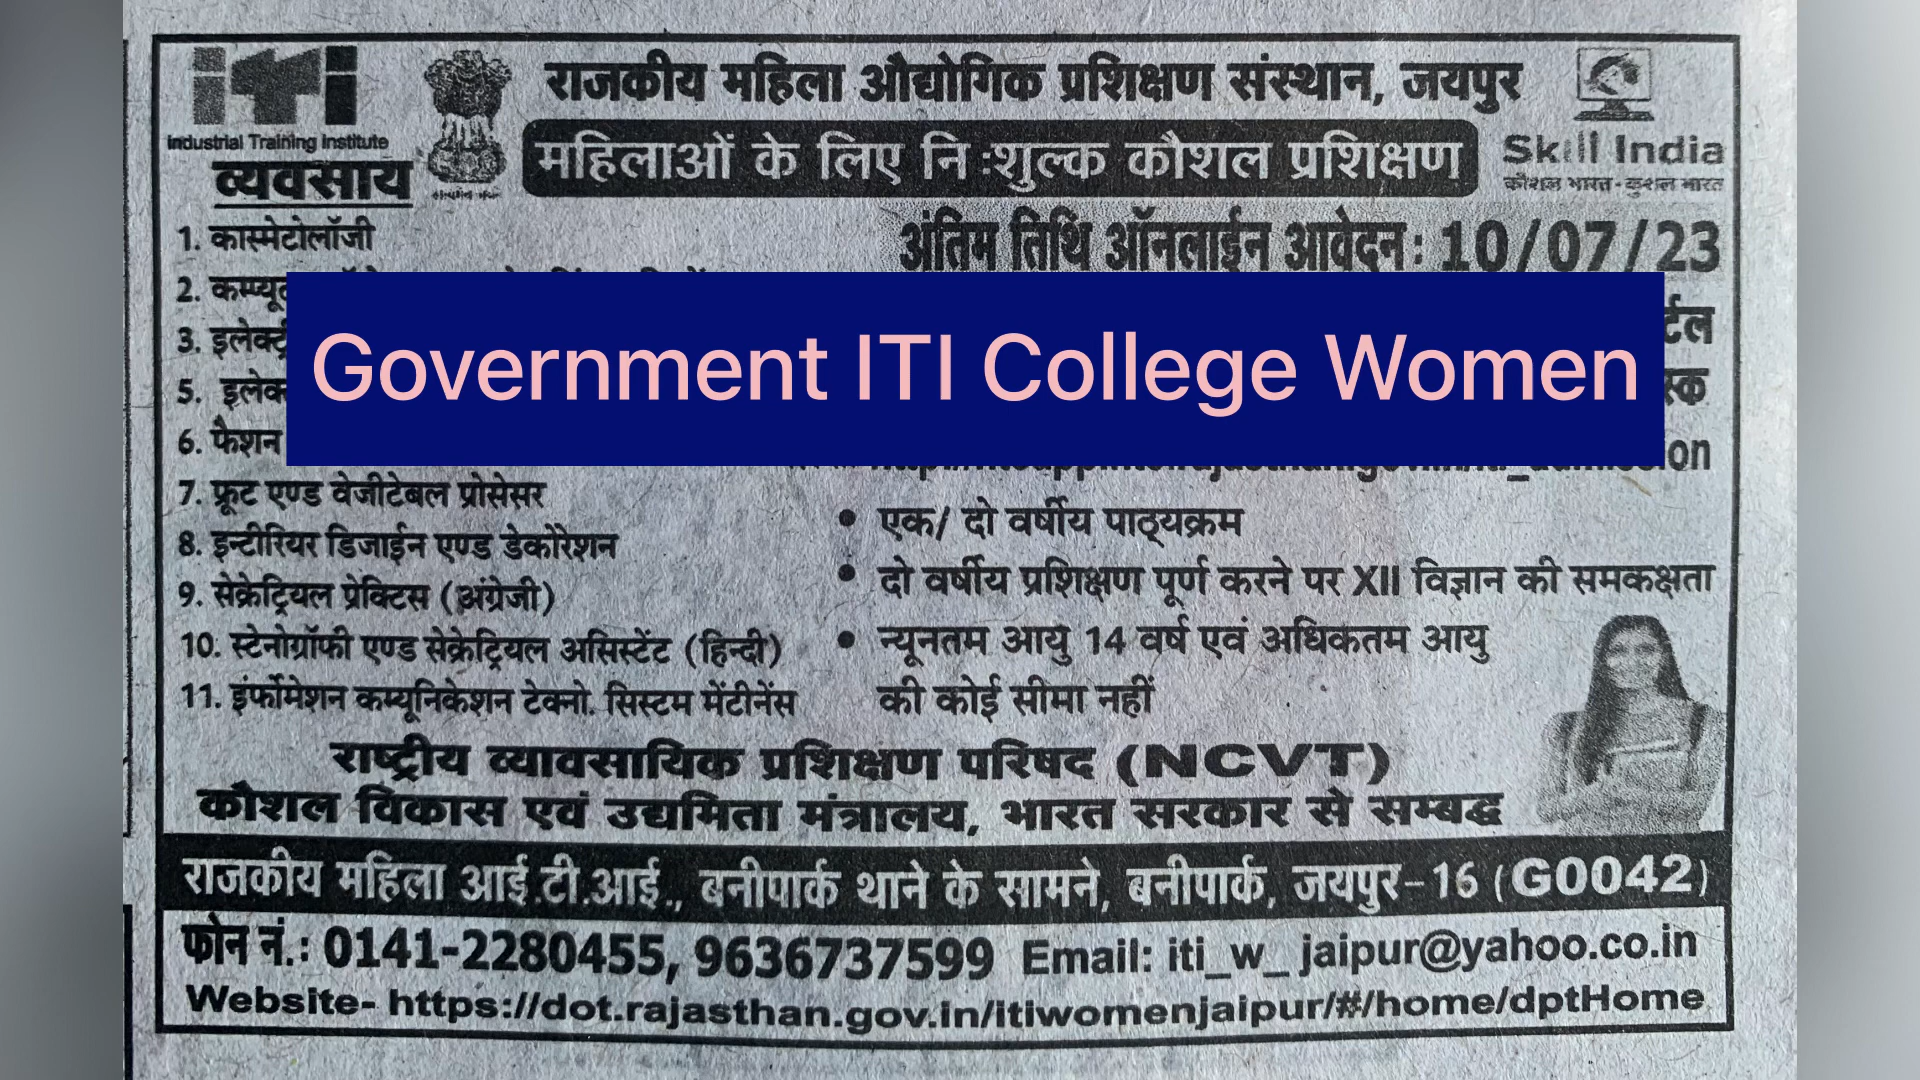 iTi
Industrial Training Institute
राजकीय महिला औद्योगिक प्रशिक्षण संस्थान, जयपुर
महिलाओं के लिए नि:शुल्क कौशल प्रशिक्षण
Skill India
कौशल भारत-कुशल भारत
व्यवसाय
अंतिम तिथि ऑनलाईन आवेदन: 10/07/23
1. कास्मेटोलॉजी
2.
3.
5.
6. फैशन
Government ITI College Women
7. फ्रूट एण्ड वेजीटेबल प्रोसेसर
8. इन्टीरियर डिजाईन एण्ड डेकोरेशन
9. सेक्रेट्रियल प्रेक्टिस (अंग्रेजी)
10. स्टेनोग्रॉफी एण्ड सेक्रेट्रियल असिस्टेंट (हिन्दी)
11. इंर्फोमेशन कम्यूनिकेशन टेक्नो. सिस्टम मेंटीनेंस
• एक/ दो वर्षीय पाठ्यक्रम
• दो वर्षीय प्रशिक्षण पूर्ण करने पर XII विज्ञान की समकक्षता
• न्यूनतम आयु 14 वर्ष एवं अधिकतम आयु
की कोई सीमा नहीं
राष्ट्रीय व्यावसायिक प्रशिक्षण परिषद (NCVT)
कौशल विकास एवं उद्यमिता मंत्रालय, भारत सरकार से सम्बद्ध
राजकीय महिला आई.टी.आई., बनीपार्क थाने के सामने, बनीपार्क, जयपुर-16 (G0042)
फोन नं.: 0141-2280455, 9636737599 Email: iti_w_ jaipur@yahoo.co.in
Website- https://dot.rajasthan.gov.in/itiwomenjaipur/#/home/dptHome